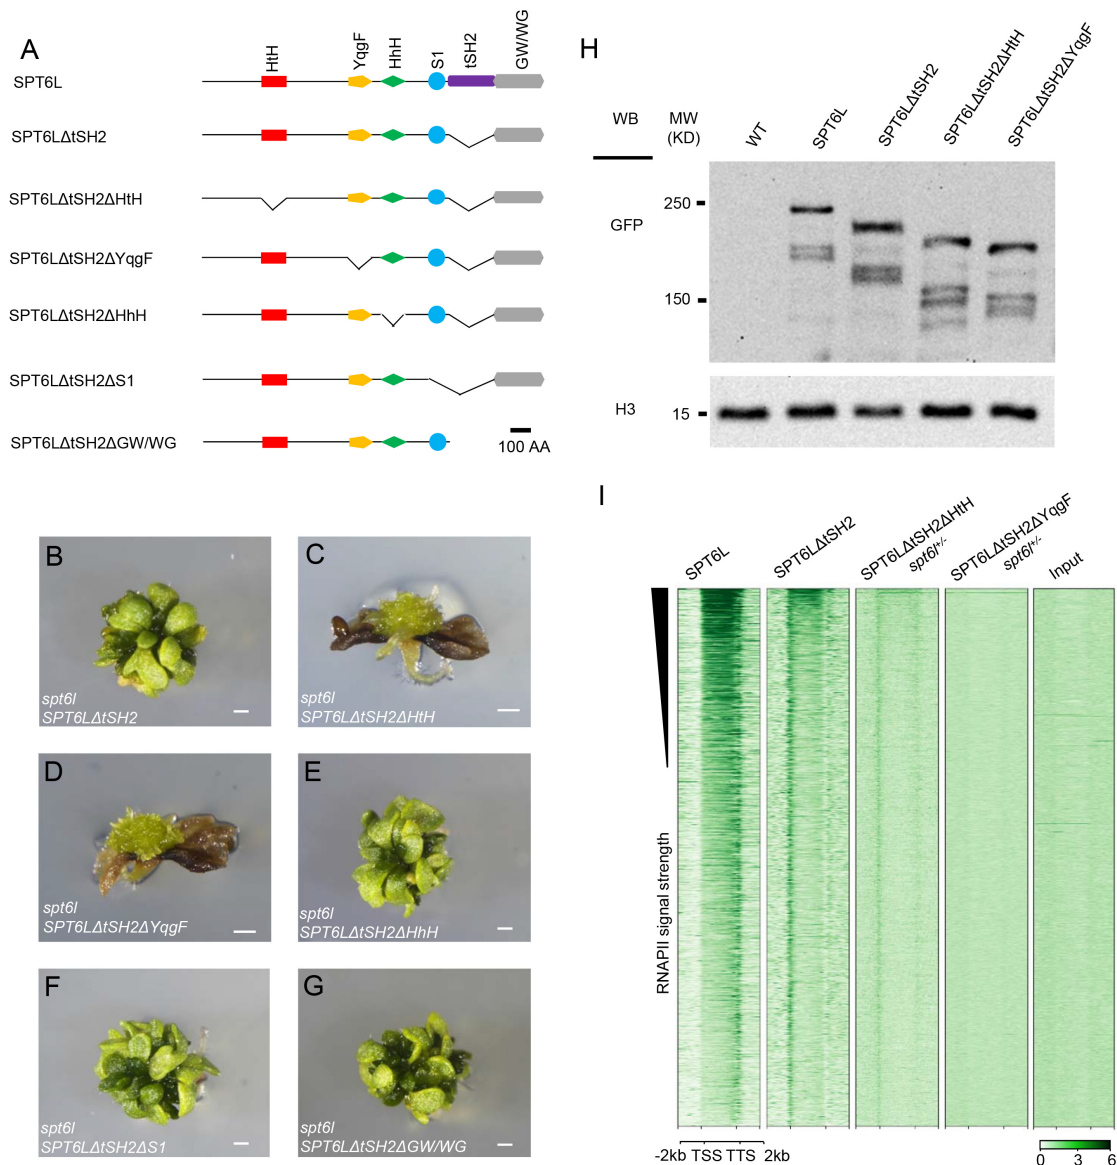 A
HtH
YqgF
HhH
S1
tSH2
GW/WG
SPT6L
SPT6LΔtSH2
SPT6LΔtSH2ΔHtH
SPT6LΔtSH2ΔYqgF
SPT6LΔtSH2ΔHhH
SPT6LΔtSH2ΔS1
SPT6LΔtSH2ΔGW/WG
100 AA
B
spt6l
SPT6LΔtSH2
C
spt6l
SPT6LΔtSH2ΔHtH
D
spt6l
SPT6LΔtSH2ΔYqgF
E
spt6l
SPT6LΔtSH2ΔHhH
F
spt6l
SPT6LΔtSH2ΔS1
G
spt6l
SPT6LΔtSH2ΔGW/WG
H
WB
MW
(KD)
WT
SPT6L
SPT6LΔtSH2
SPT6LΔtSH2ΔHtH
SPT6LΔtSH2ΔYqgF
GFP
250
150
H3
15
I
SPT6L
SPT6LΔtSH2
SPT6LΔtSH2ΔHtH
spt6l+/-
SPT6LΔtSH2ΔYqgF
spt6l+/-
Input
RNAPII signal strength
-2kb TSS TTS 2kb
0 3 6